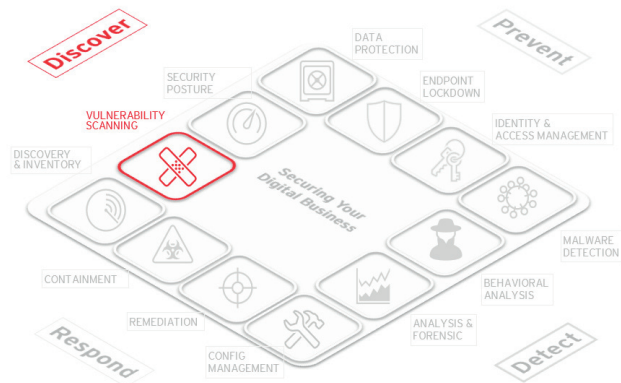 Discover
Prevent
DATA
PROTECTION
SECURITY
POSTURE
ENDPOINT
LOCKDOWN
VULNERABILITY
SCANNING
IDENTITY &
ACCESS MANAGEMENT
DISCOVERY
& INVENTORY
Securing Your
Digital Business
MALWARE
DETECTION
CONTAINMENT
BEHAVIORAL
ANALYSIS
REMEDIATION
ANALYSIS &
FORENSIC
CONFIG
MANAGEMENT
Respond
Detect